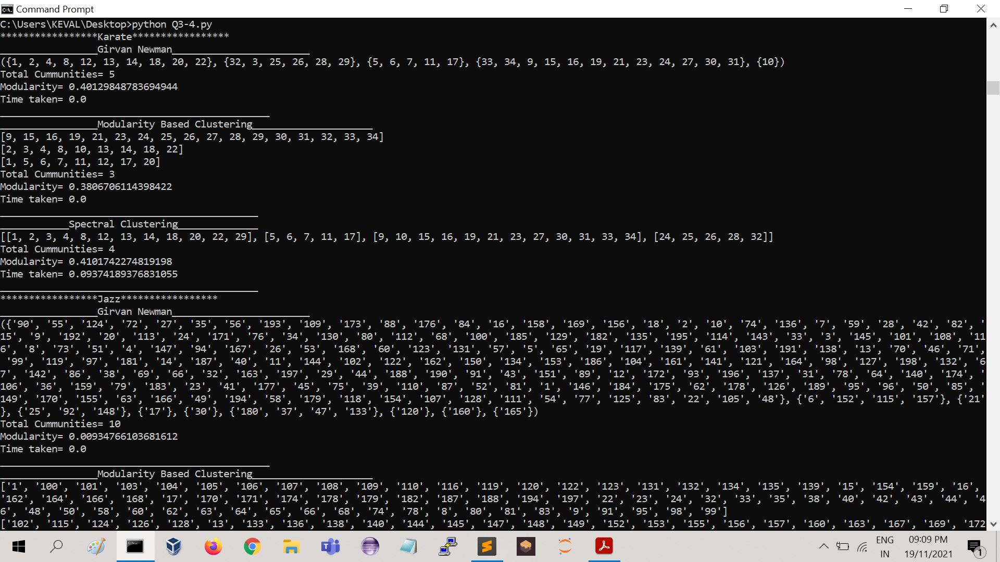 Command Prompt
C:\Users\KEVAL\Desktop>python Q3-4.py
*****************Karate*****************
_________________Girvan Newman________________________
({1, 2, 4, 8, 12, 13, 14, 18, 20, 22}, {32, 3, 25, 26, 28, 29}, {5, 6, 7, 11, 17}, {33, 34, 9, 15, 16, 19, 21, 23, 24, 27, 30, 31}, {10})
Total Cummunities= 5
Modularity= 0.40129848783694944
Time taken= 0.0
_______________________________________________
_________________Modularity Based Clustering_____________________
[9, 15, 16, 19, 21, 23, 24, 25, 26, 27, 28, 29, 30, 31, 32, 33, 34]
[2, 3, 4, 8, 10, 13, 14, 18, 22]
[1, 5, 6, 7, 11, 12, 17, 20]
Total Cummunities= 3
Modularity= 0.3806706114398422
Time taken= 0.0
_____________________________________________
____________Spectral Clustering______________
[[1, 2, 3, 4, 8, 12, 13, 14, 18, 20, 22, 29], [5, 6, 7, 11, 17], [9, 10, 15, 16, 19, 21, 23, 27, 30, 31, 33, 34], [24, 25, 26, 28, 32]]
Total Cummunities= 4
Modularity= 0.4101742274819198
Time taken= 0.09374189376831055
_____________________________________________
*****************Jazz*****************
_________________Girvan Newman________________________
({'90', '55', '124', '72', '27', '35', '56', '193', '109', '173', '88', '176', '84', '16', '158', '169', '156', '18', '2', '10', '74', '136', '7', '59', '28', '42', '82', '
15', '9', '192', '20', '113', '24', '171', '76', '34', '130', '80', '112', '68', '100', '185', '129', '182', '135', '195', '114', '143', '33', '3', '145', '101', '108', '11
6', '8', '73', '51', '4', '147', '94', '167', '26', '53', '168', '60', '123', '131', '57', '5', '65', '19', '117', '139', '61', '103', '191', '138', '13', '70', '46', '71',
'99', '119', '97', '181', '14', '187', '40', '11', '144', '102', '122', '162', '150', '134', '153', '186', '104', '161', '141', '121', '164', '98', '127', '198', '132', '6
7', '142', '86', '38', '69', '66', '32', '163', '197', '29', '44', '188', '190', '91', '43', '151', '89', '12', '172', '93', '196', '137', '31', '78', '64', '140', '174', '
106', '36', '159', '79', '183', '23', '41', '177', '45', '75', '39', '110', '87', '52', '81', '1', '146', '184', '175', '62', '178', '126', '189', '95', '96', '50', '85', '
149', '170', '155', '63', '166', '49', '194', '58', '179', '118', '154', '107', '128', '111', '54', '77', '125', '83', '22', '105', '48'}, {'6', '152', '115', '157'}, {'21'
}, {'25', '92', '148'}, {'17'}, {'30'}, {'180', '37', '47', '133'}, {'120'}, {'160'}, {'165'})
Total Cummunities= 10
Modularity= 0.00934766103681612
Time taken= 0.0
_______________________________________________
_________________Modularity Based Clustering_____________________
['1', '100', '101', '103', '104', '105', '106', '107', '108', '109', '110', '116', '119', '120', '122', '123', '131', '132', '134', '135', '139', '15', '154', '159', '16',
'162', '164', '166', '168', '17', '170', '171', '174', '178', '179', '182', '187', '188', '194', '197', '22', '23', '24', '32', '33', '35', '38', '40', '42', '43', '44', '4
6', '48', '50', '58', '60', '62', '63', '64', '65', '66', '68', '74', '78', '8', '80', '81', '83', '9', '91', '95', '98', '99']
['102', '115', '124', '126', '128', '13', '133', '136', '138', '140', '144', '145', '147', '148', '149', '152', '153', '155', '156', '157', '160', '163', '167', '169', '172
ENG
IN
09:09 PM
19/11/2021
1